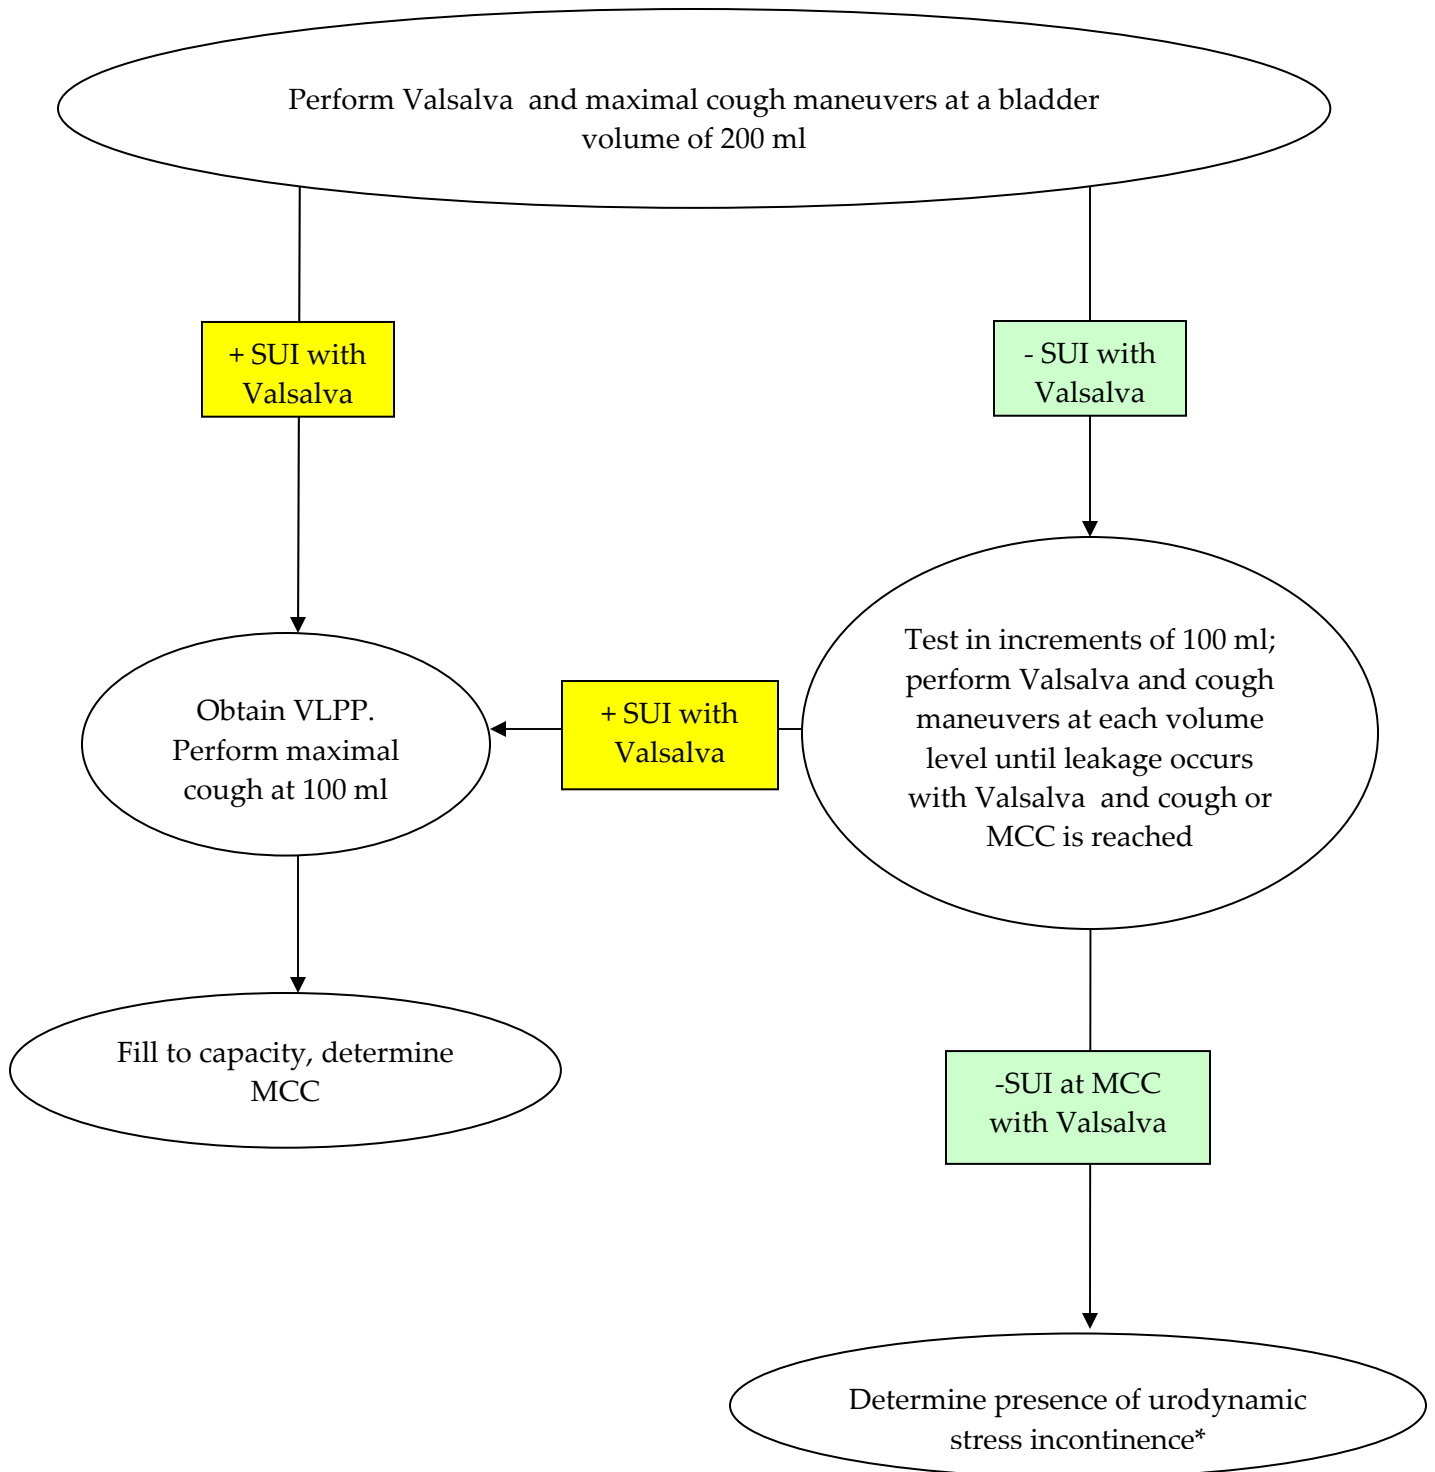 Perform Valsalva and maximal cough maneuvers at a bladder
volume of 200 ml
+ SUI with
Valsalva
- SUI with
Valsalva
Test in increments of 100 ml;
perform Valsalva and cough
maneuvers at each volume
level until leakage occurs
with Valsalva and cough or
MCC is reached
+ SUI with
Valsalva
Obtain VLPP.
Perform maximal
cough at 100 ml
Fill to capacity, determine
MCC
-SUI at MCC
with Valsalva
Determine presence of urodynamic
stress incontinence*